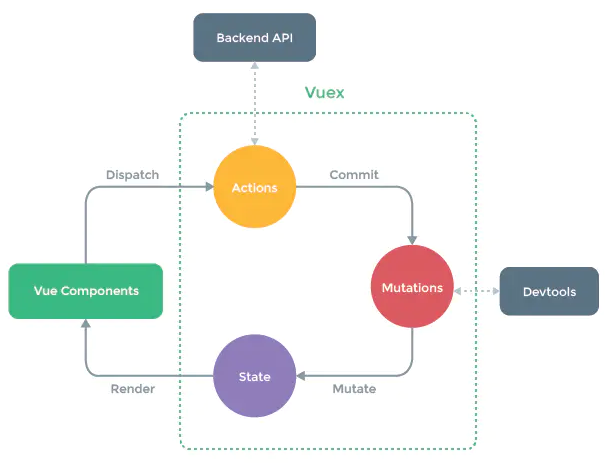 Backend API
Vuex
Dispatch
Actions
Commit
Vue Components
Mutations
Devtools
State
Render
Mutate